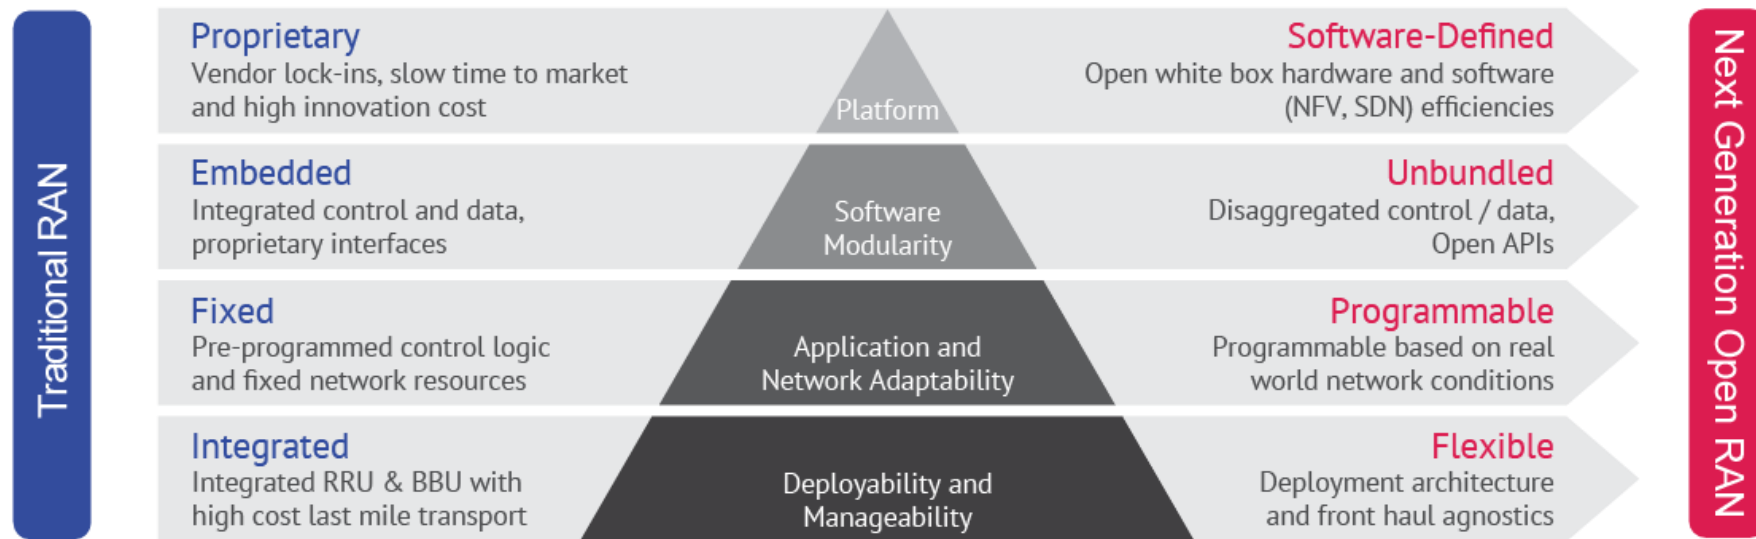 Traditional RAN
Proprietary
Vendor lock-ins, slow time to market
and high innovation cost
Platform
Software-Defined
Open white box hardware and software
(NFV, SDN) efficiencies
Embedded
Integrated control and data,
proprietary interfaces
Software
Modularity
Unbundled
Disaggregated control / data,
Open APIs
Fixed
Pre-programmed control logic
and fixed network resources
Application and
Network Adaptability
Programmable
Programmable based on real
world network conditions
Integrated
Integrated RRU & BBU with
high cost last mile transport
Deployability and
Manageability
Flexible
Deployment architecture
and front haul agnostics
Next Generation Open RAN